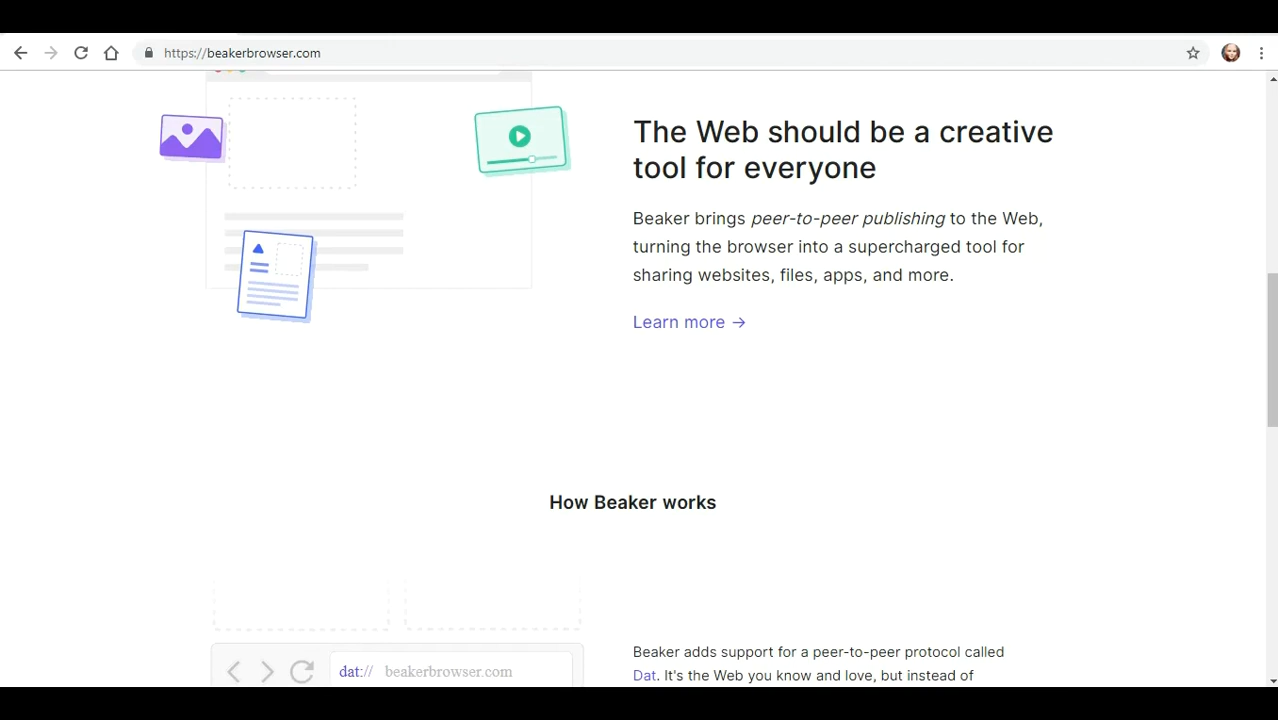 https://beakerbrowser.com
The Web should be a creative
tool for everyone
Beaker brings peer-to-peer publishing to the Web,
turning the browser into a supercharged tool for
sharing websites, files, apps, and more.
Learn more →
How Beaker works
dat:// beakerbrowser.com
Beaker adds support for a peer-to-peer protocol called
Dat. It's the Web you know and love, but instead of